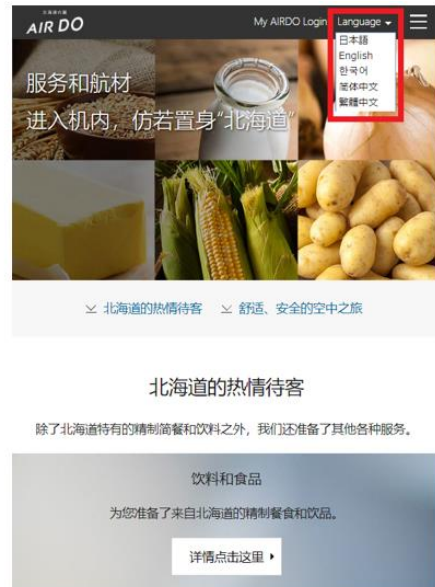 北海道の翼
AIRDO
My AIRDO Login
Language
日本語
English
한국어
简体中文
繁體中文
服务和航材
进入机内，仿若置身“北海道”
北海道的热情待客 舒适、安全的空中之旅
北海道的热情待客
除了北海道特有的精制简餐和饮料之外，我们还准备了其他各种服务。
饮料和食品
为您准备了来自北海道的精制餐食和饮品。
详情点击这里